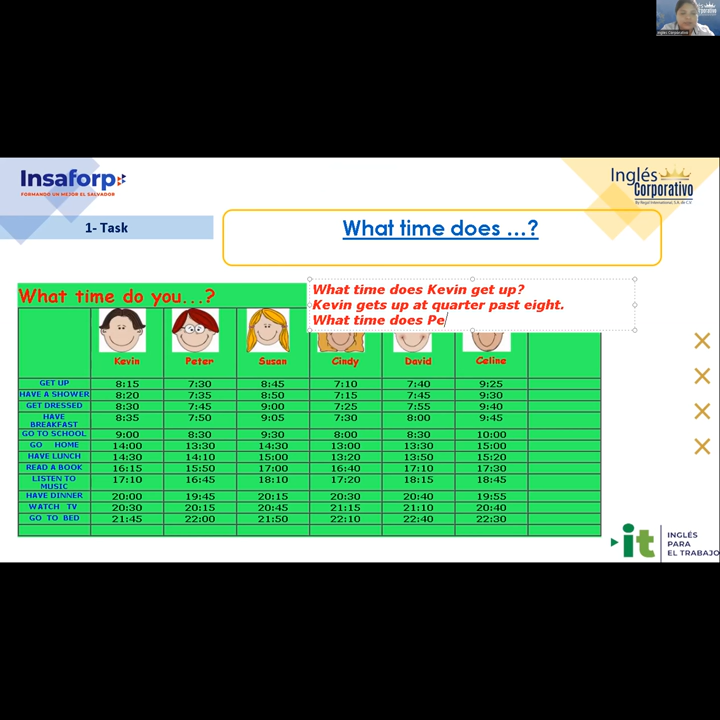 Inglés Corporativo
Insaforp
FORMANDO UN MEJOR EL SALVADOR
Inglés
Corporativo
1- Task
What time does ...?
What time do you...?
What time does Kevin get up?
Kevin gets up at quarter past eight.
What time does Pe
Kevin Peter Susan Cindy David Celine
GET UP 8:15 7:30 8:45 7:10 7:40 9:25
HAVE A SHOWER 8:20 7:35 8:50 7:15 7:45 9:30
GET DRESSED 8:30 7:45 9:00 7:25 7:55 9:40
HAVE
BREAKFAST 8:35 7:50 9:05 7:30 8:00 9:45
GO TO SCHOOL 9:00 8:30 9:30 8:00 8:30 10:00
GO HOME 14:00 13:30 14:30 13:00 13:30 15:00
HAVE LUNCH 14:30 14:10 15:00 13:20 13:50 15:20
READ A BOOK 16:15 15:50 17:00 16:40 17:10 17:30
LISTEN TO
MUSIC 17:10 16:45 18:10 17:20 18:15 18:45
HAVE DINNER 20:00 19:45 20:15 20:30 20:40 19:55
WATCH TV 20:30 20:15 20:45 21:15 21:10 20:40
GO TO BED 21:45 22:00 21:50 22:10 22:40 22:30
it
INGLÉS
PARA
EL TRABAJO